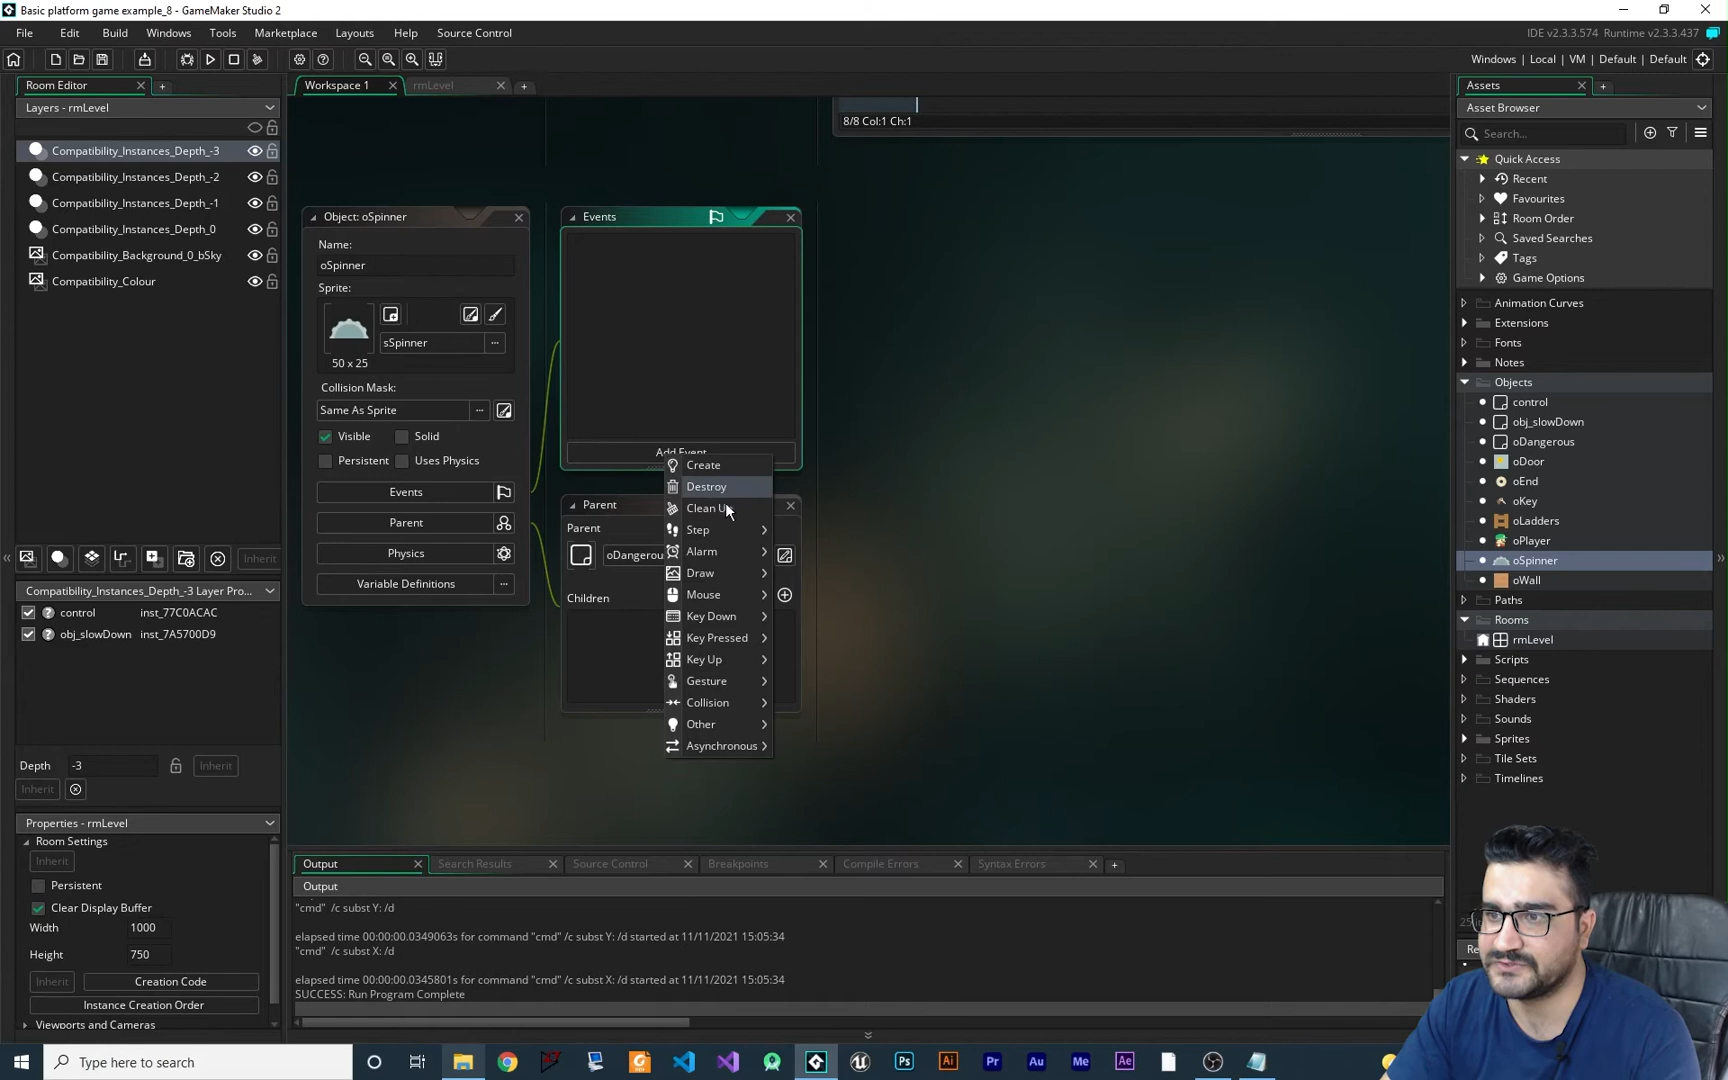 Basic platform game example_8 - GameMaker Studio 2
File Edit Build Windows Tools Marketplace Layouts Help Source Control
IDE v2.3.3.574 Runtime v2.3.3.437
Windows | Local | VM | Default | Default
Room Editor
Layers - rmLevel
Compatibility_Instances_Depth_-3
Compatibility_Instances_Depth_-2
Compatibility_Instances_Depth_-1
Compatibility_Instances_Depth_0
Compatibility_Background_0_bSky
Compatibility_Colour
Inherit
Compatibility_Instances_Depth_-3 Layer Pro...
control inst_77C0ACAC
obj_slowDown inst_7A5700D9
Depth -3 Inherit
Inherit
Properties - rmLevel
Room Settings
Inherit
Persistent
Clear Display Buffer
Width 1000
Height 750
Inherit Creation Code
Instance Creation Order
Viewports and Cameras
Workspace 1 rmLevel
8/8 Col:1 Ch:1
Object: oSpinner
Name:
oSpinner
Sprite:
sSpinner
50 x 25
Collision Mask:
Same As Sprite
Visible Solid
Persistent Uses Physics
Events
Parent
Physics
Variable Definitions
Events
Add Event
Parent
Parent
oDangerou
Children
Create
Destroy
Clean U
Step
Alarm
Draw
Mouse
Key Down
Key Pressed
Key Up
Gesture
Collision
Other
Asynchronous
Output Search Results Source Control Breakpoints Compile Errors Syntax Errors
Output
"cmd" /c subst Y: /d
elapsed time 00:00:00.0349063s for command "cmd" /c subst Y: /d started at 11/11/2021 15:05:34
"cmd" /c subst X: /d
elapsed time 00:00:00.0345801s for command "cmd" /c subst X: /d started at 11/11/2021 15:05:34
SUCCESS: Run Program Complete
Assets
Asset Browser
Search...
Quick Access
Recent
Favourites
Room Order
Saved Searches
Tags
Game Options
Animation Curves
Extensions
Fonts
Notes
Objects
control
obj_slowDown
oDangerous
oDoor
oEnd
oKey
oLadders
oPlayer
oSpinner
oWall
Paths
Rooms
rmLevel
Scripts
Sequences
Shaders
Sounds
Sprites
Tile Sets
Timelines
Type here to search
Ps Ai Pr Au Me Ae